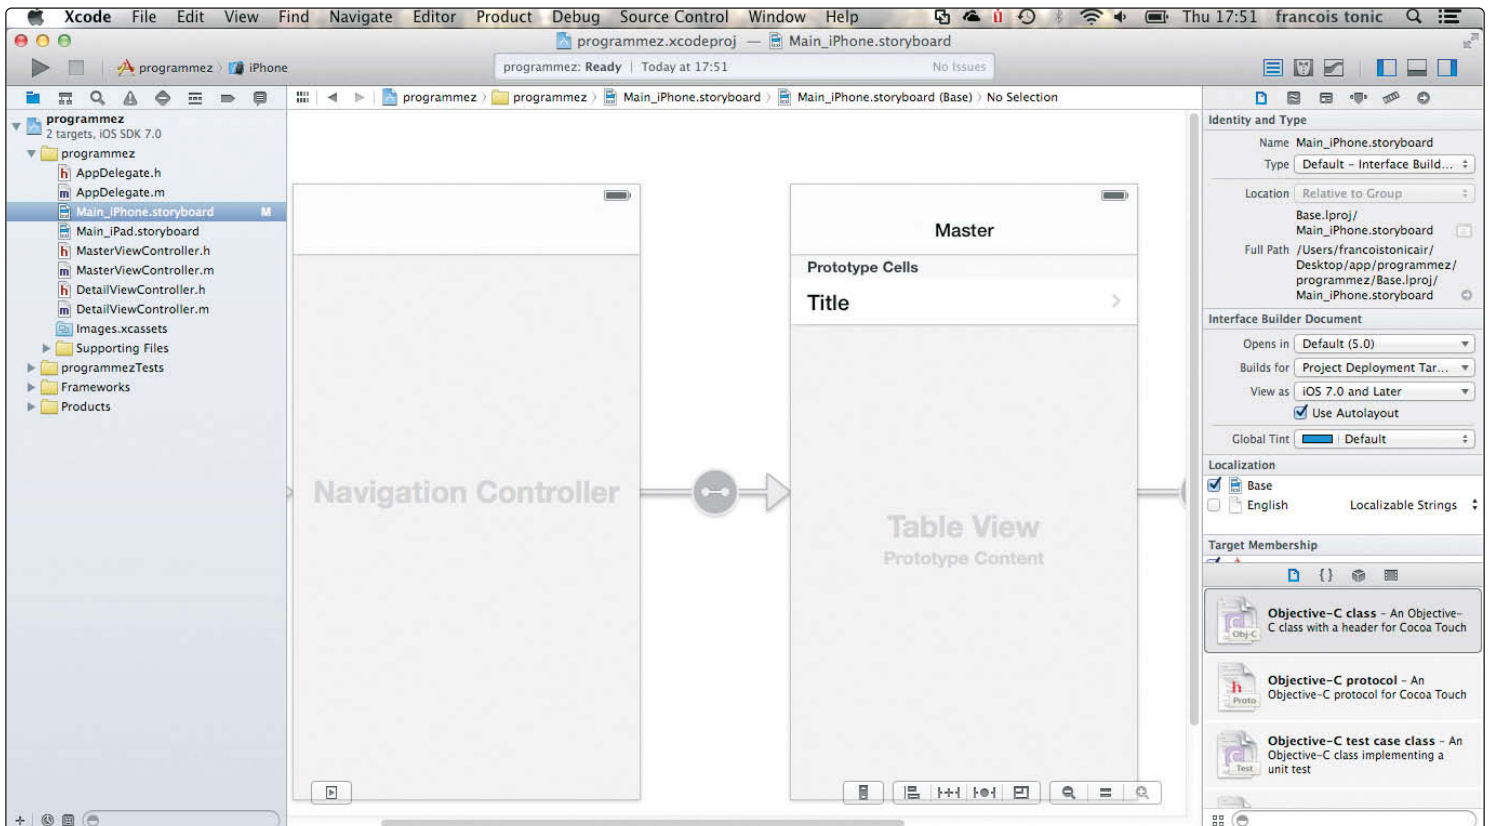 Xcode File Edit View Find Navigate Editor Product Debug Source Control Window Help Thu 17:51 francois tonic
programmez.xcodeproj — Main_iPhone.storyboard
programmez iPhone
programmez: Ready Today at 17:51 No Issues
programmez programmez Main_iPhone.storyboard Main_iPhone.storyboard (Base) No Selection
programmez
2 targets, iOS SDK 7.0
programmez
h AppDelegate.h
m AppDelegate.m
Main_iPhone.storyboard M
Main_iPad.storyboard
h MasterViewController.h
m MasterViewController.m
h DetailViewController.h
m DetailViewController.m
Images.xcassets
Supporting Files
programmezTests
Frameworks
Products
Navigation Controller
Master
Prototype Cells
Title
Table View
Prototype Content
Identity and Type
Name Main_iPhone.storyboard
Type Default – Interface Build...
Location Relative to Group
Base.lproj/
Main_iPhone.storyboard
Full Path /Users/francoistonicair/
Desktop/app/programmez/
programmez/Base.lproj/
Main_iPhone.storyboard
Interface Builder Document
Opens in Default (5.0)
Builds for Project Deployment Tar...
View as iOS 7.0 and Later
Use Autolayout
Global Tint Default
Localization
Base
English Localizable Strings
Target Membership
{}
Obj-C
Objective-C class – An Objective-
C class with a header for Cocoa Touch
h
Proto
Objective-C protocol – An
Objective-C protocol for Cocoa Touch
Test
Objective-C test case class – An
Objective-C class implementing a
unit test